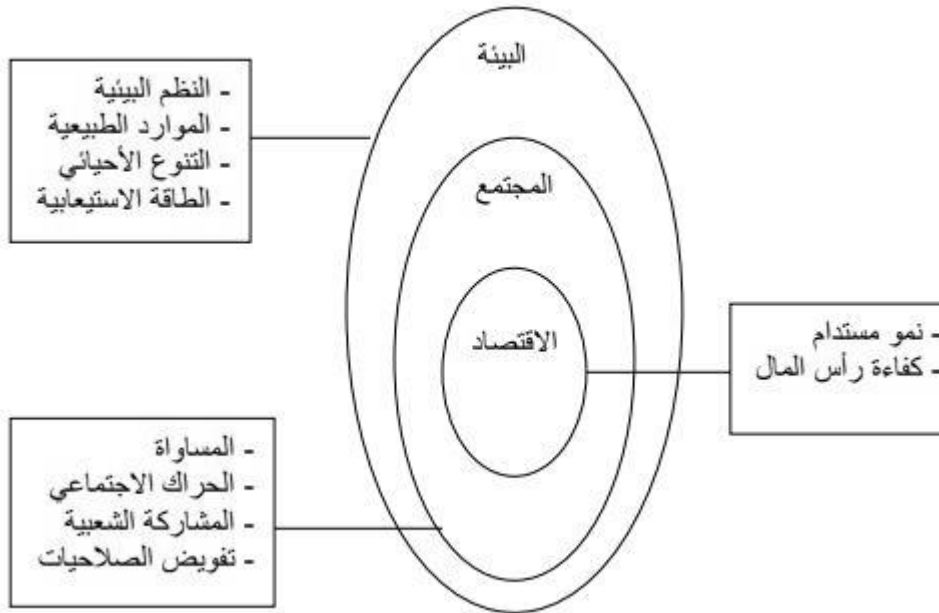 البيئة
- النظم البيئية
- الموارد الطبيعية
- التنوع الأحيائي
- الطاقة الاستيعابية
المجتمع
الاقتصاد
- نمو مستدام
- كفاءة رأس المال
- المساواة
- الحراك الاجتماعي
- المشاركة الشعبية
- تفويض الصلاحيات